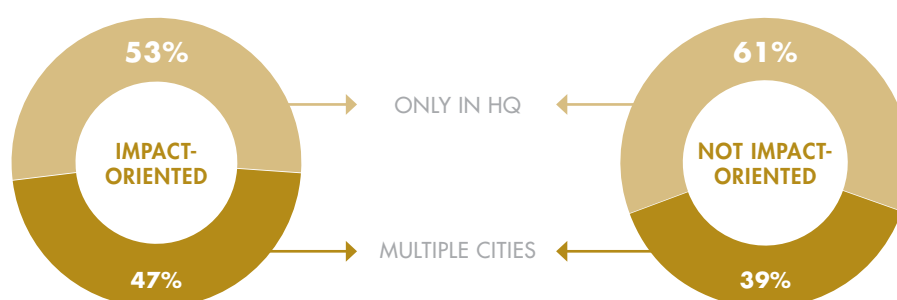 53%
61%
ONLY IN HQ
IMPACT-
ORIENTED
NOT IMPACT-
ORIENTED
MULTIPLE CITIES
47%
39%